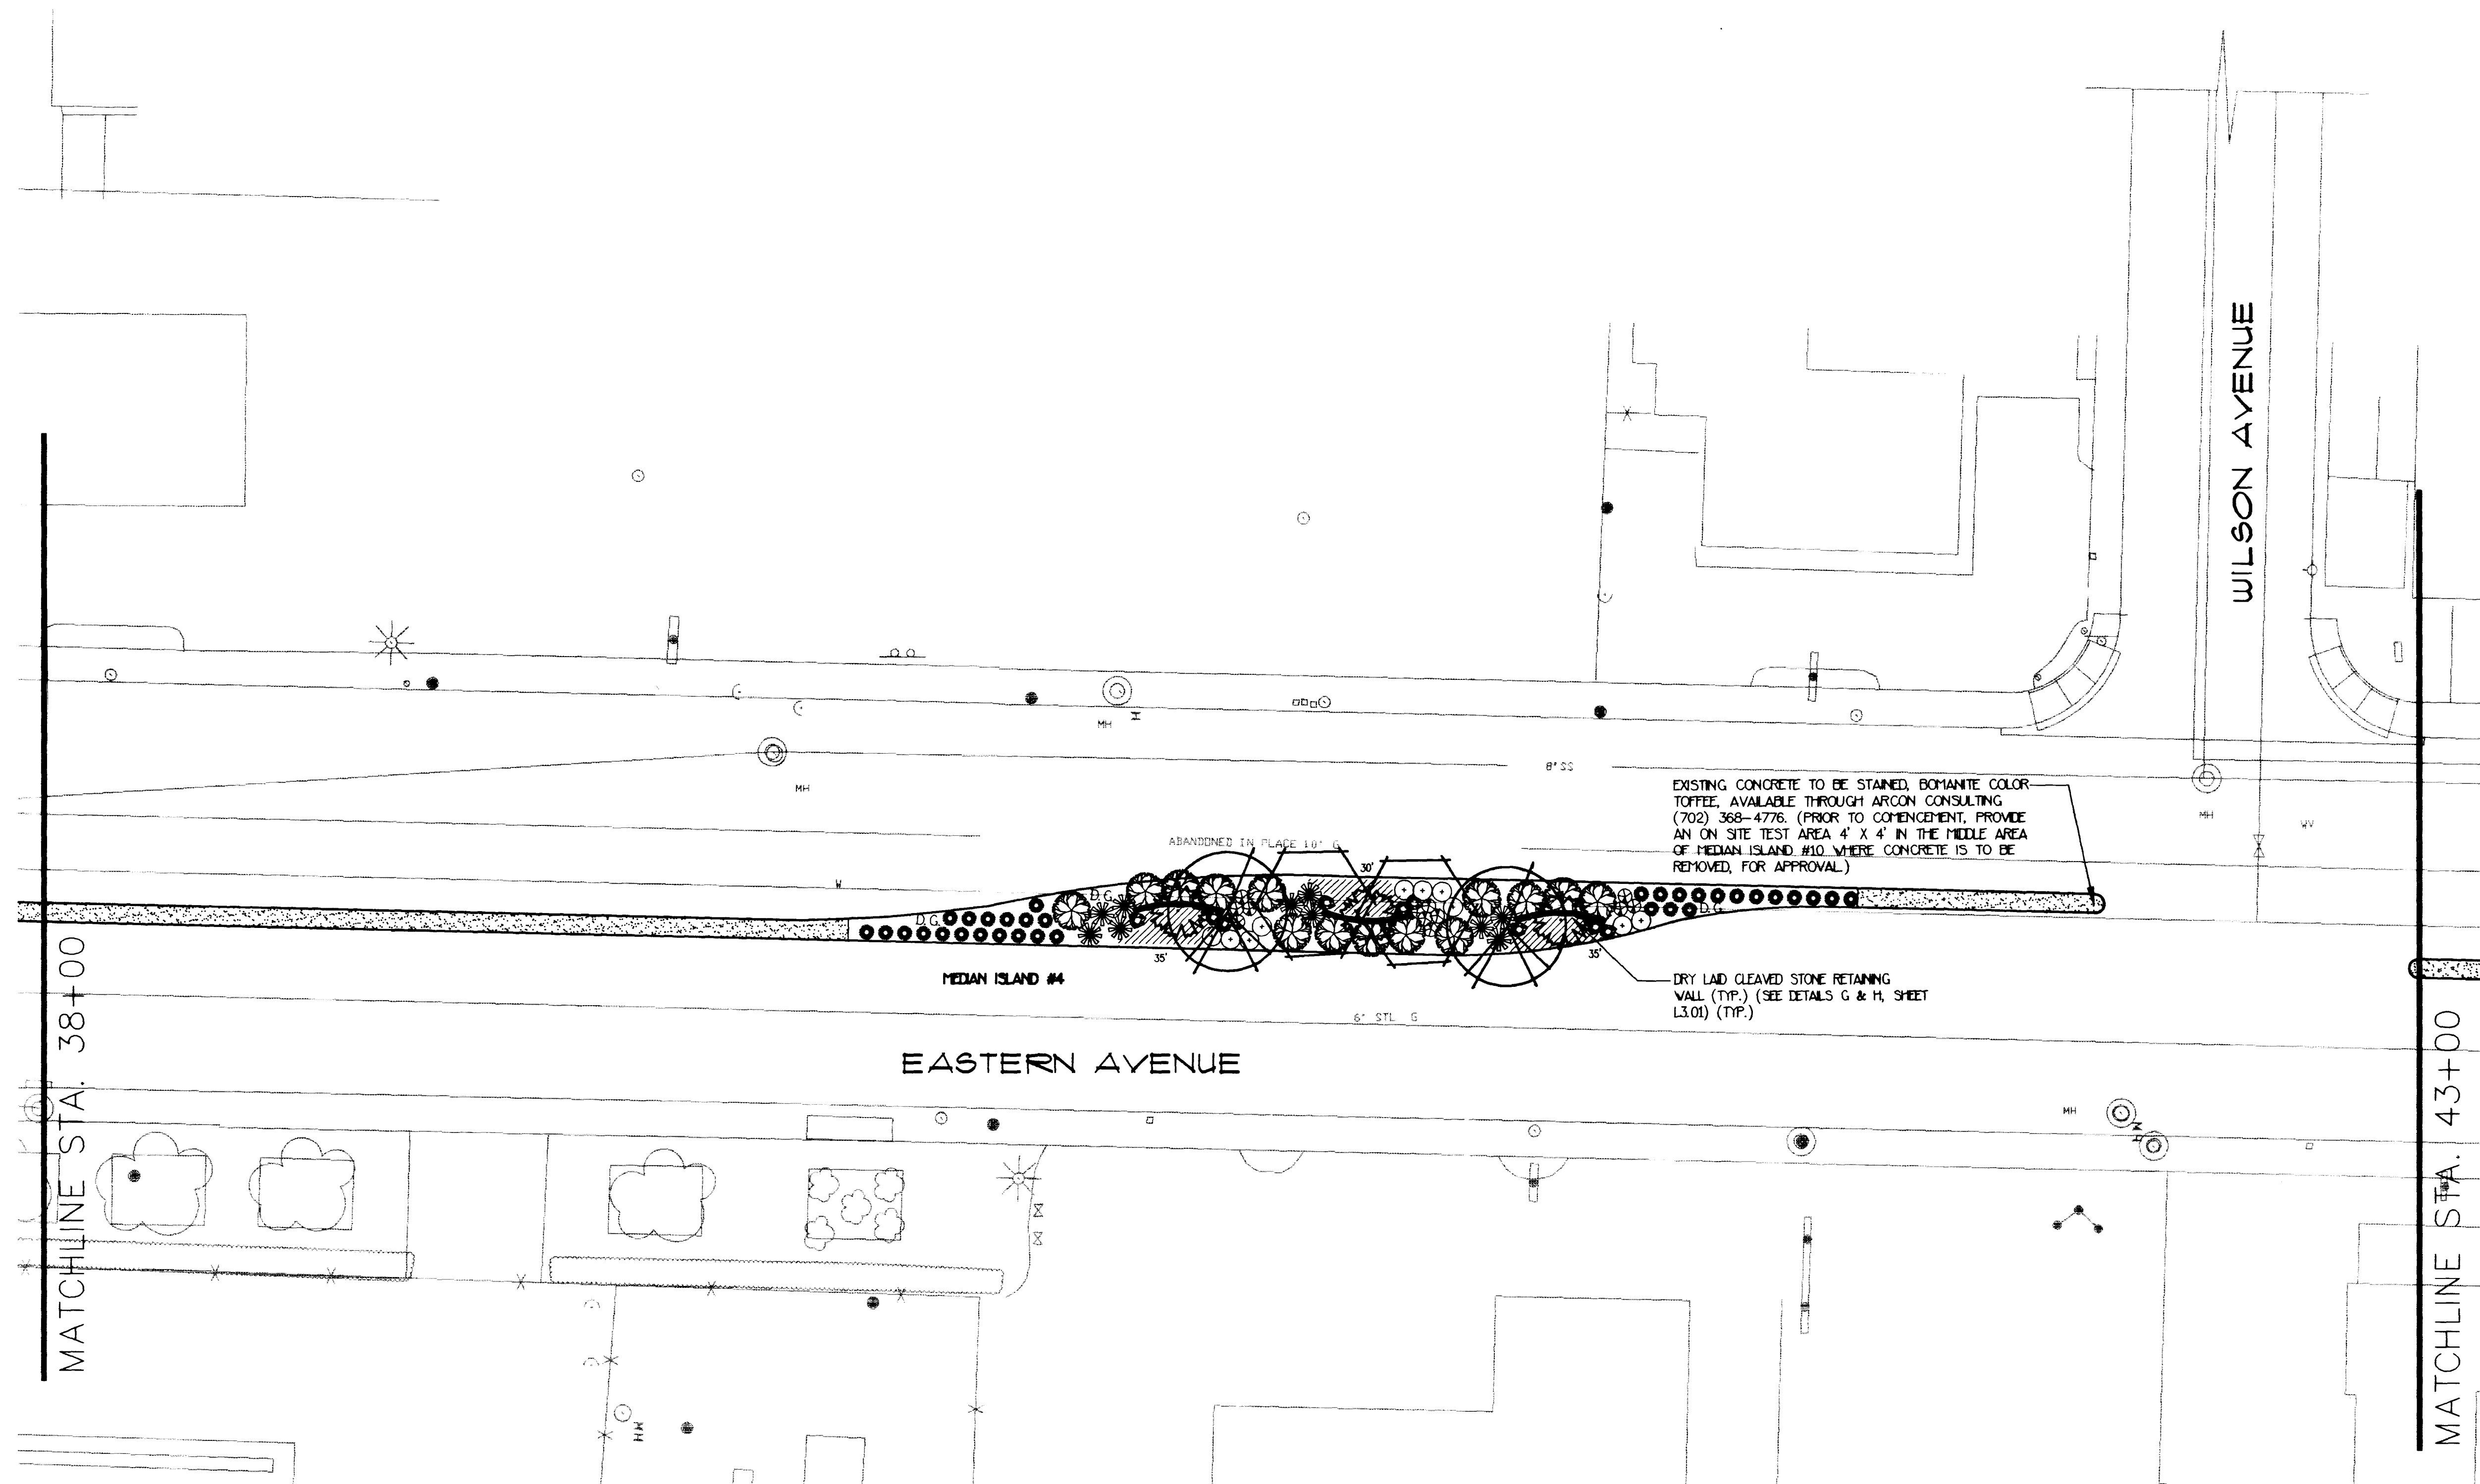 WILSON AVENUE
MH
MH
8" SS
EXISTING CONCRETE TO BE STAINED, BOMANITE COLOR
TOFFEE, AVAILABLE THROUGH ARCON CONSULTING
(702) 368-4776. (PRIOR TO COMENCEMENT, PROVIDE
AN ON SITE TEST AREA 4' X 4' IN THE MIDDLE AREA
OF MEDIAN ISLAND #10 WHERE CONCRETE IS TO BE
REMOVED, FOR APPROVAL.)
MH
WV
ABANDONED IN PLACE 10" G
30'
W
D.G.
D.G.
D.G.
35'
35'
MEDIAN ISLAND #4
DRY LAID CLEAVED STONE RETAINING
WALL (TYP.) (SEE DETAILS G & H, SHEET
L3.01) (TYP.)
6" STL G
EASTERN AVENUE
MATCHLINE STA. 38+00
MATCHLINE STA. 43+00
MH
MH
MH